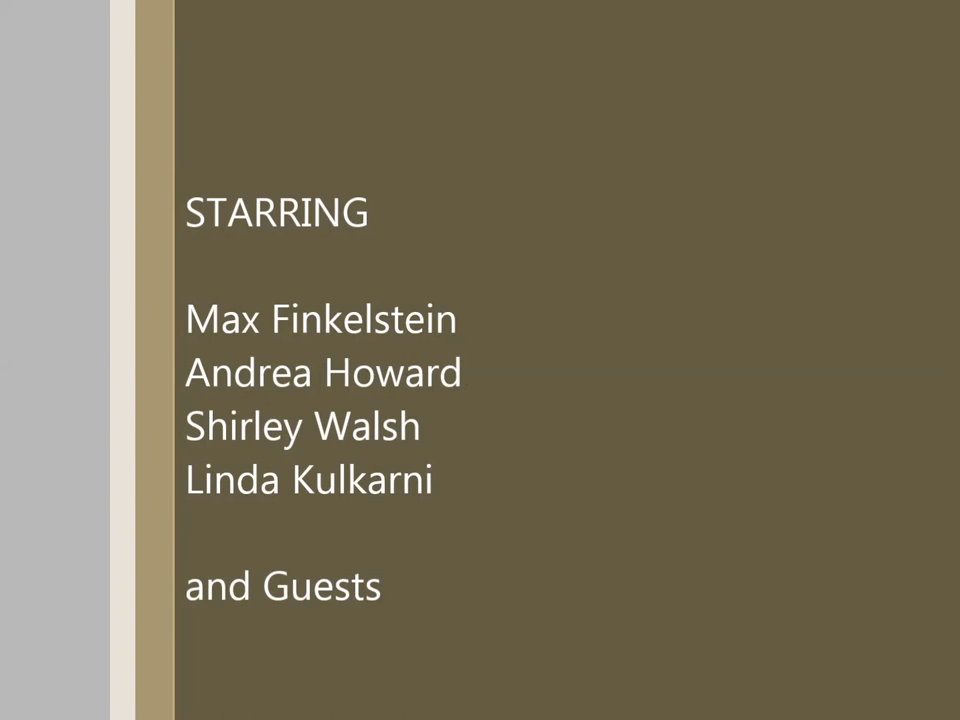 STARRING
Max Finkelstein
Andrea Howard
Shirley Walsh
Linda Kulkarni
and Guests